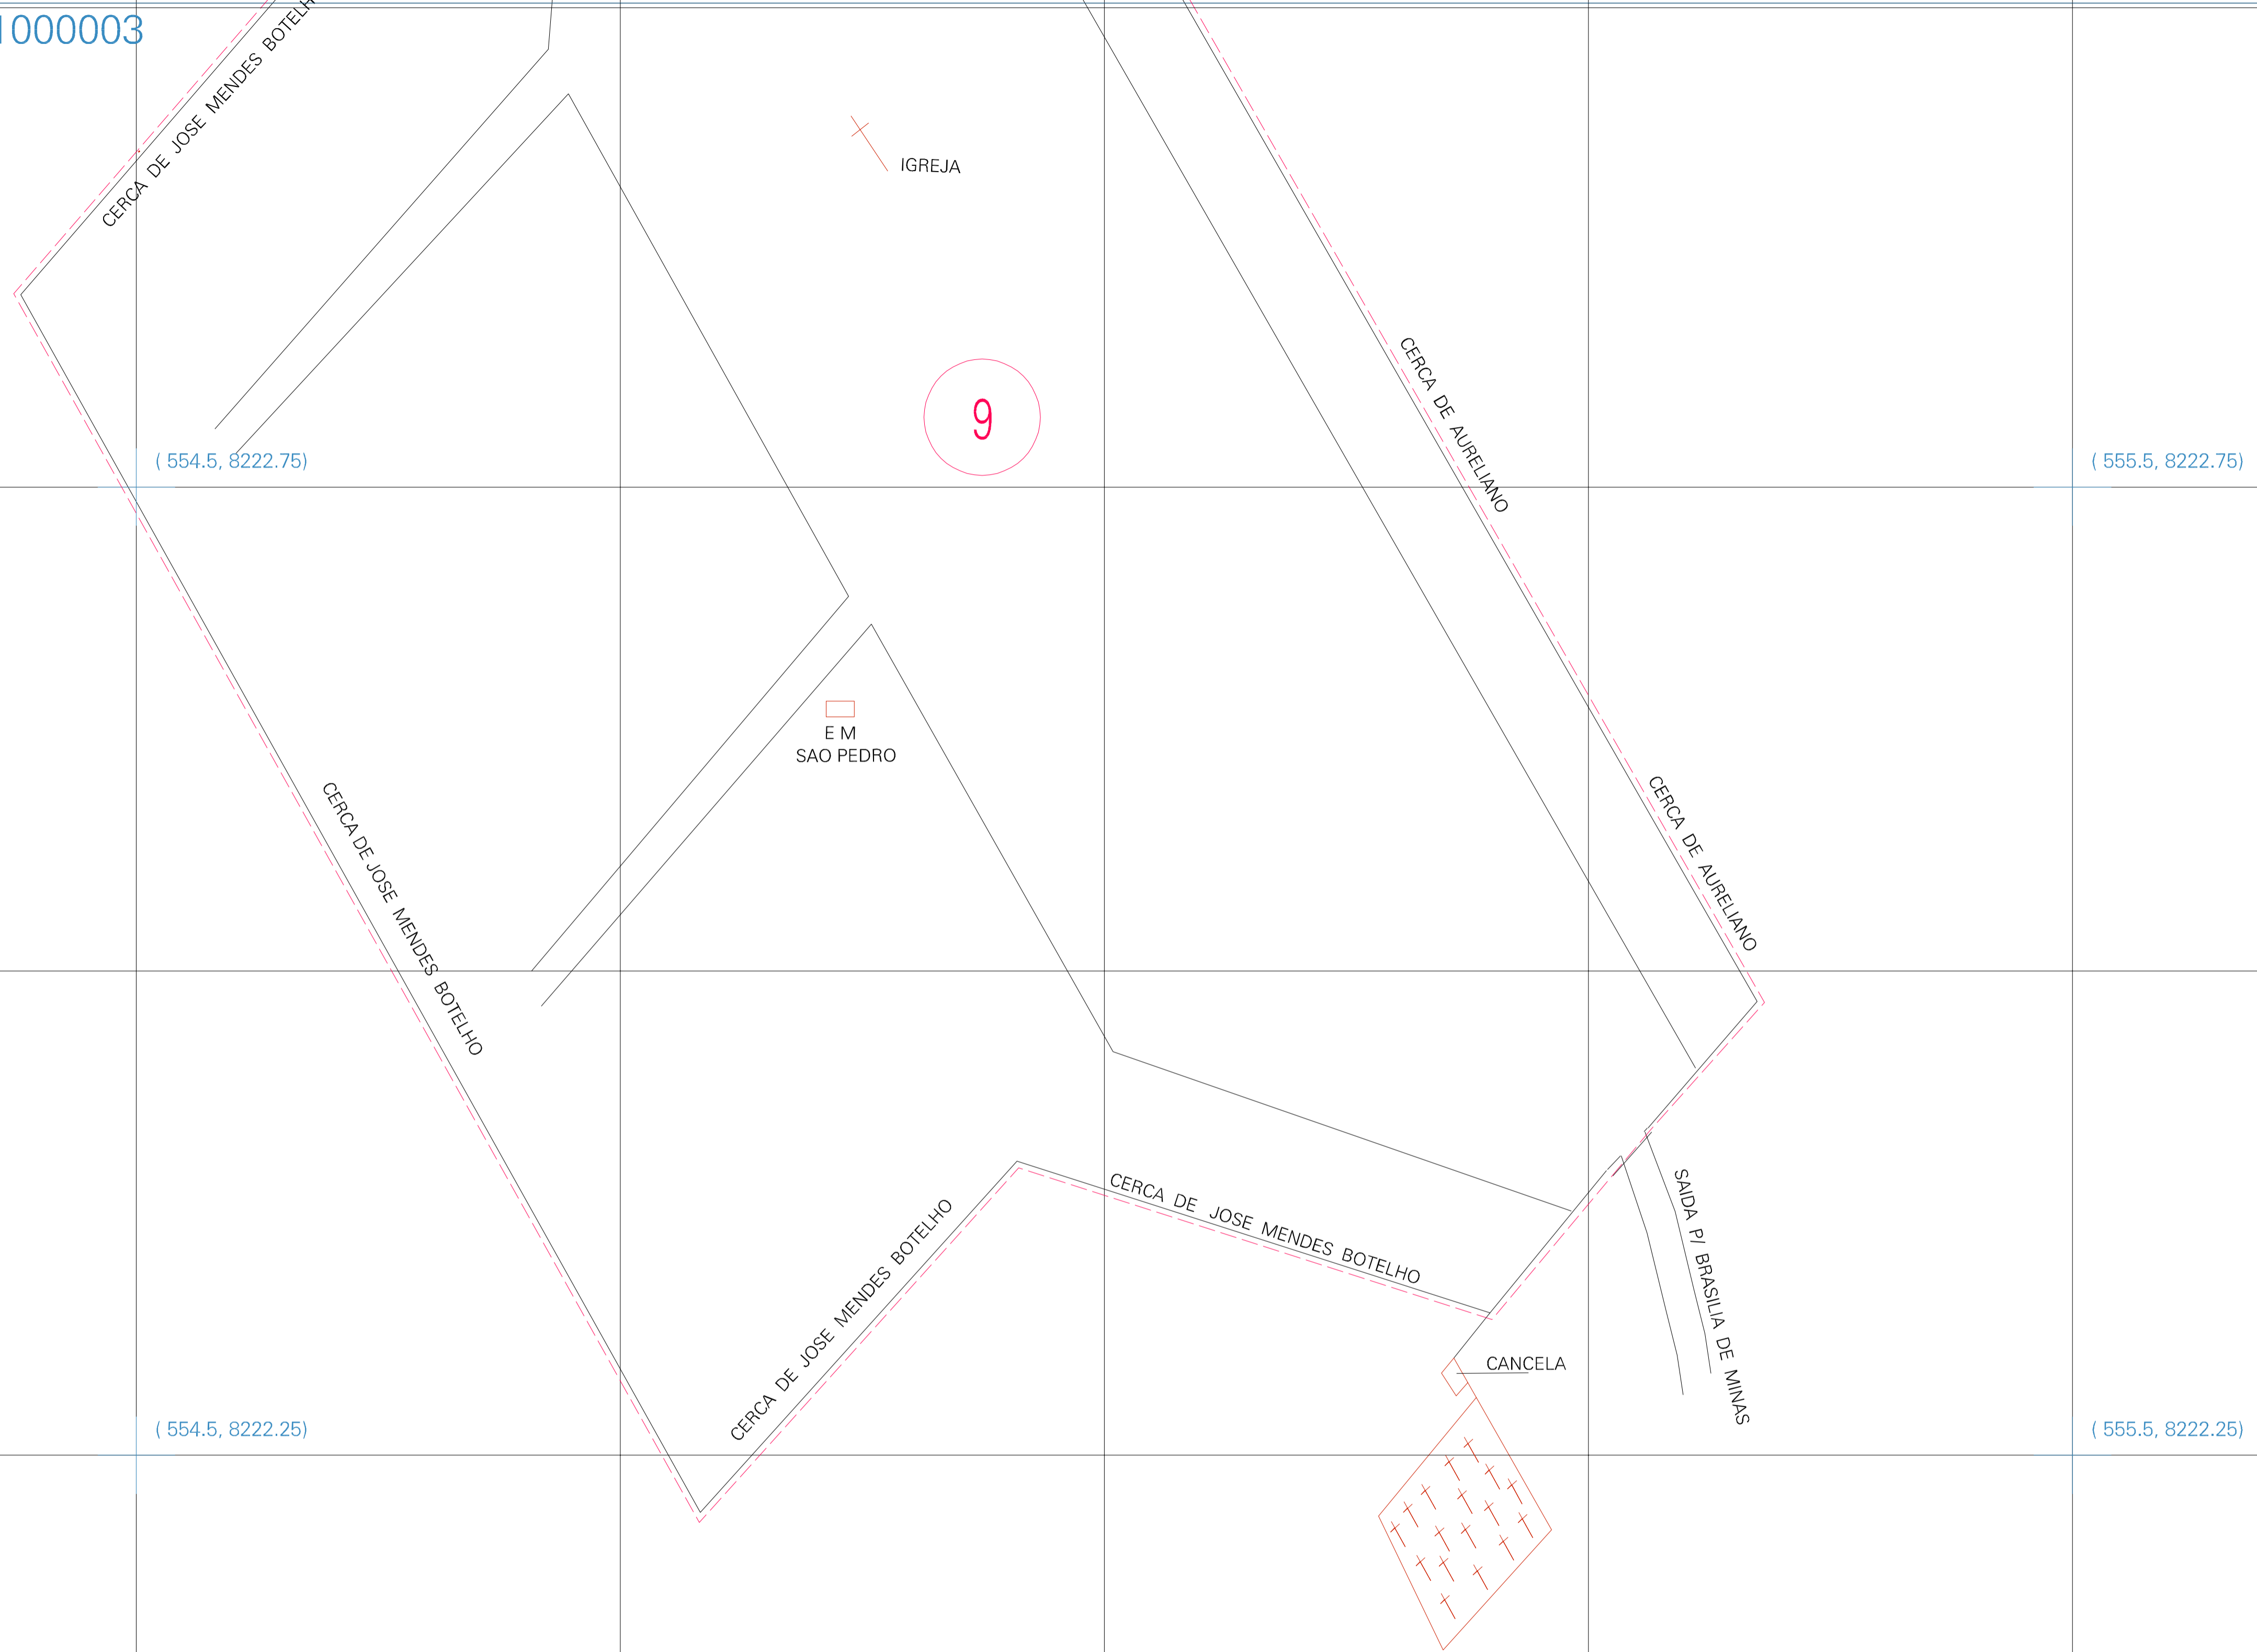 1000003
CERCA DE JOSE MENDES BOTELH
IGREJA
CERCA DE AURELIANO
9
( 554.5, 8222.75)
( 555.5, 8222.75)
E M
SAO PEDRO
CERCA DE JOSE MENDES BOTELHO
CERCA DE AURELIANO
CERCA DE JOSE MENDES BOTELHO
CERCA DE JOSE MENDES BOTELHO
SAIDA P/ BRASILIA DE MINAS
CANCELA
( 554.5, 8222.25)
( 555.5, 8222.25)